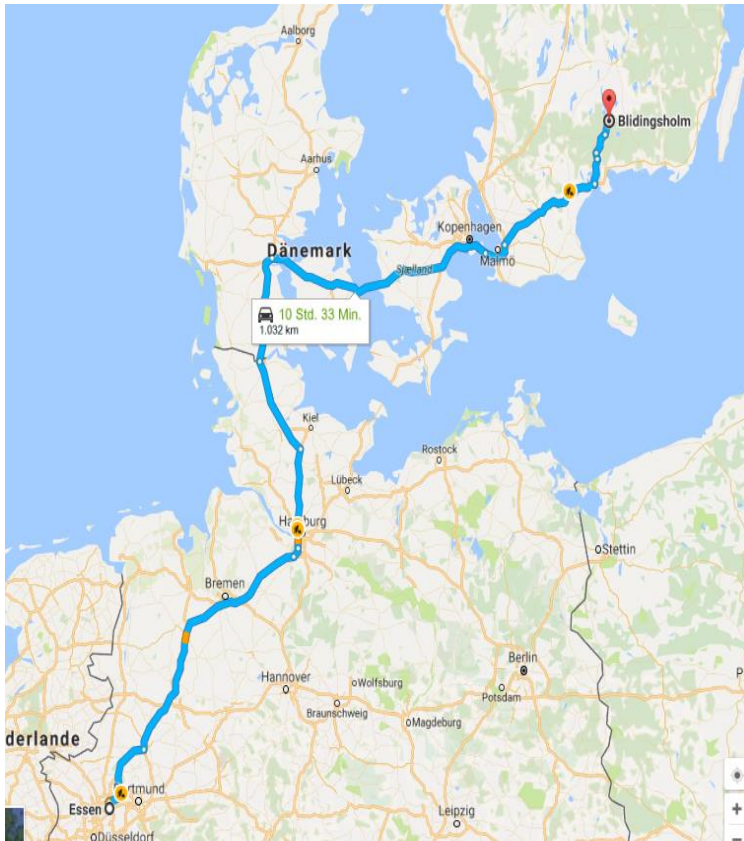 Aalborg
Blidingsholm
Aarhus
Kopenhagen
Dänemark
Sjælland
Malmö
10 Std. 33 Min.
1.032 km
Kiel
Rostock
Lübeck
Hamburg
Stettin
Bremen
Berlin
Hannover
Wolfsburg
Potsdam
P
Braunschweig
Magdeburg
derlande
Dortmund
Essen
Leipzig
Düsseldorf
+
−